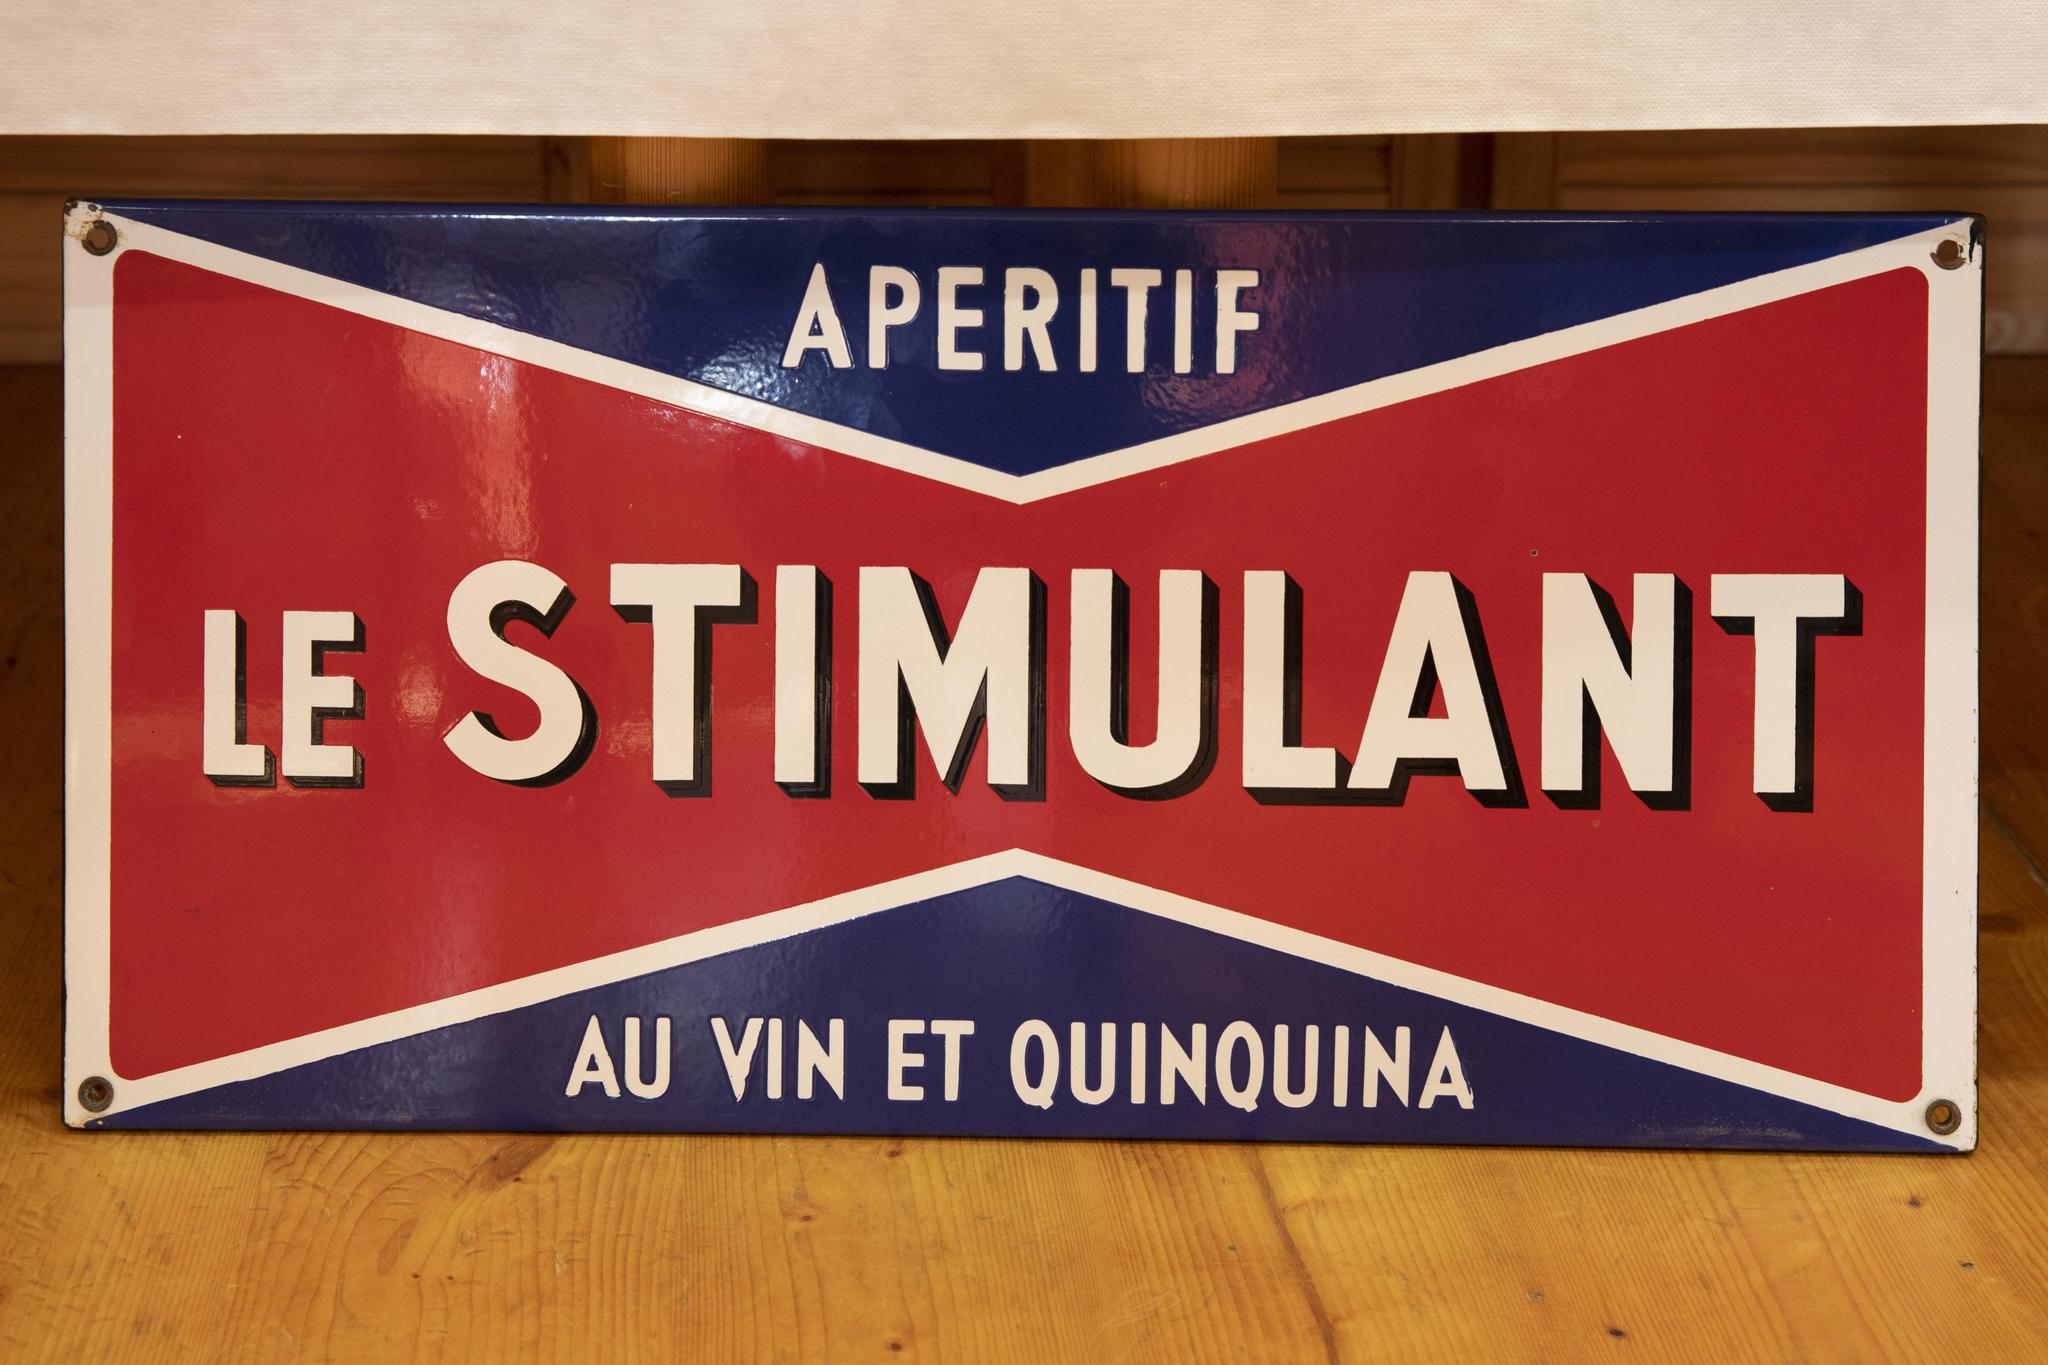 APERITIF
LE STIMULANT
AU VIN ET QUINQUINA